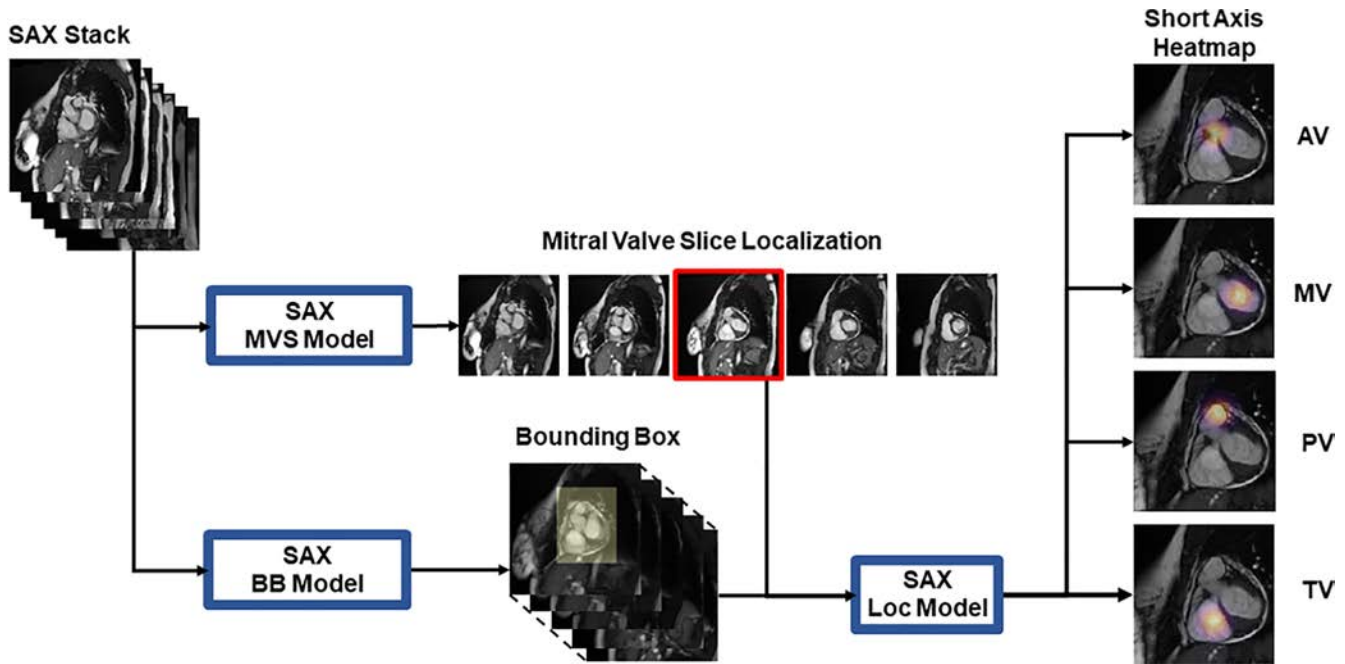 SAX Stack
Short Axis
Heatmap
AV
Mitral Valve Slice Localization
MV
SAX
MVS Model
Bounding Box
PV
SAX
BB Model
SAX
Loc Model
TV